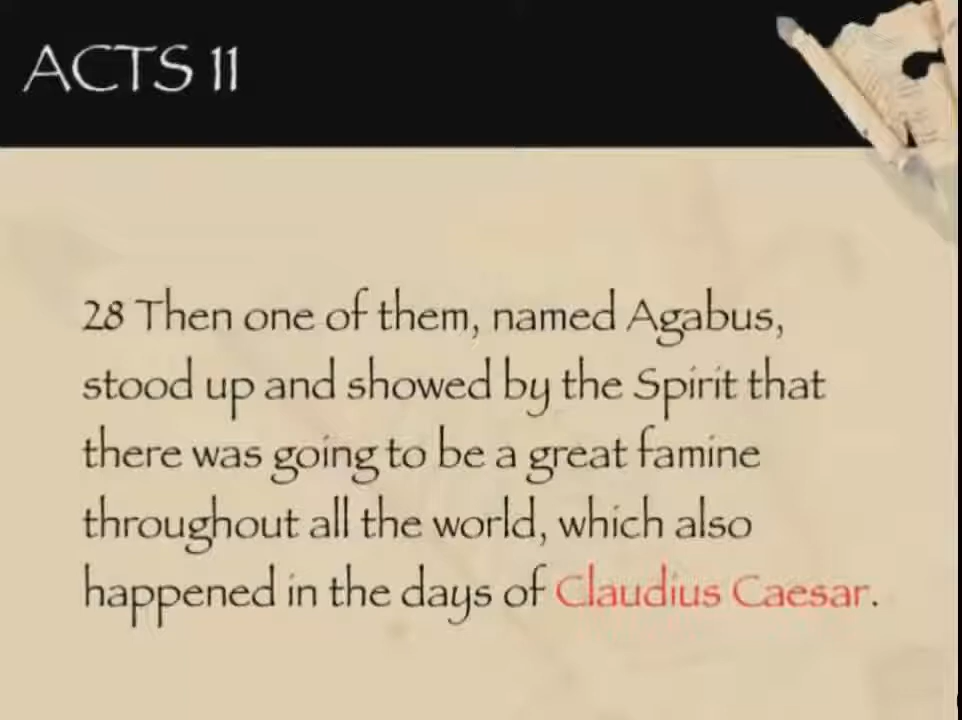 ACTS 11
28 Then one of them, named Agabus,
stood up and showed by the Spirit that
there was going to be a great famine
throughout all the world, which also
happened in the days of Claudius Caesar.